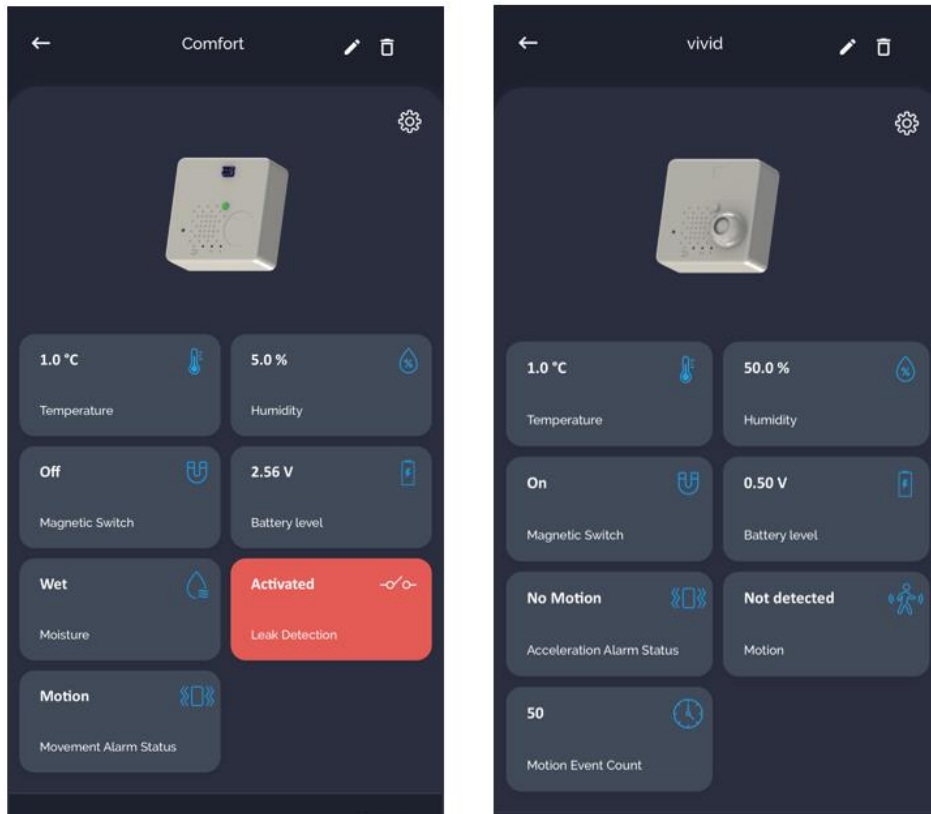 Comfort
1.0 °C
Temperature
5.0 %
Humidity
Off
Magnetic Switch
2.56 V
Battery level
Wet
Moisture
Activated
Leak Detection
Motion
Movement Alarm Status
vivid
1.0 °C
Temperature
50.0 %
Humidity
On
Magnetic Switch
0.50 V
Battery level
No Motion
Acceleration Alarm Status
Not detected
Motion
50
Motion Event Count